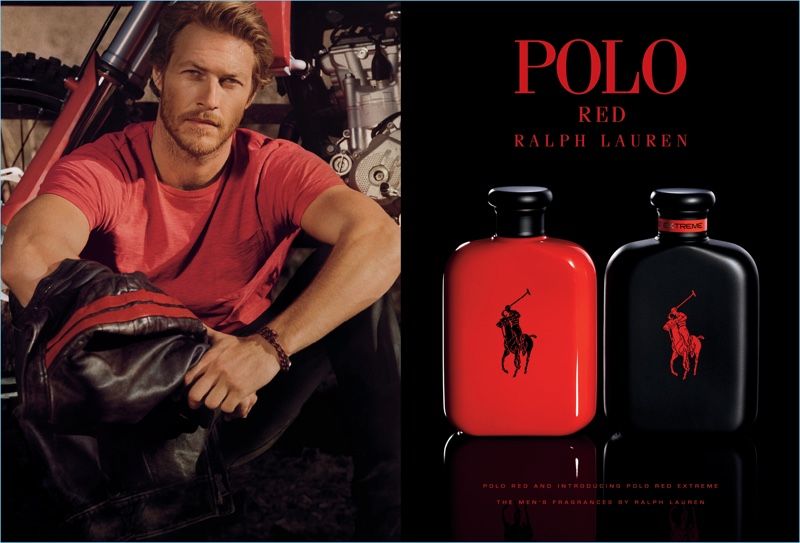 POLO
RED
RALPH LAUREN
EXTREME
POLO RED AND INTRODUCING POLO RED EXTREME
THE MEN'S FRAGRANCES BY RALPH LAUREN